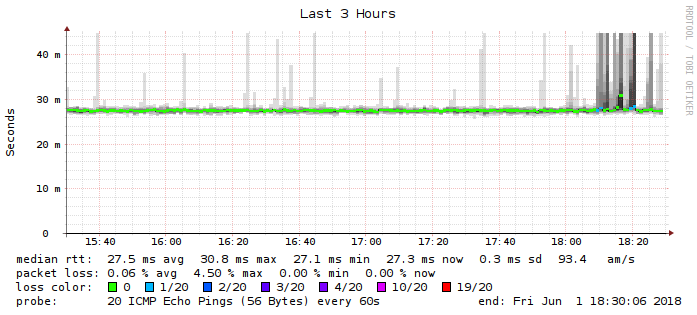 Last 3 Hours
RRDTOOL / TOBI OETIKER
Seconds
40 m
30 m
20 m
10 m
0
15:40 16:00 16:20 16:40 17:00 17:20 17:40 18:00 18:20
median rtt: 27.5 ms avg 30.8 ms max 27.1 ms min 27.3 ms now 0.3 ms sd 93.4 am/s
packet loss: 0.06 % avg 4.50 % max 0.00 % min 0.00 % now
loss color: 0 1/20 2/20 3/20 4/20 10/20 19/20
probe: 20 ICMP Echo Pings (56 Bytes) every 60s end: Fri Jun 1 18:30:06 2018